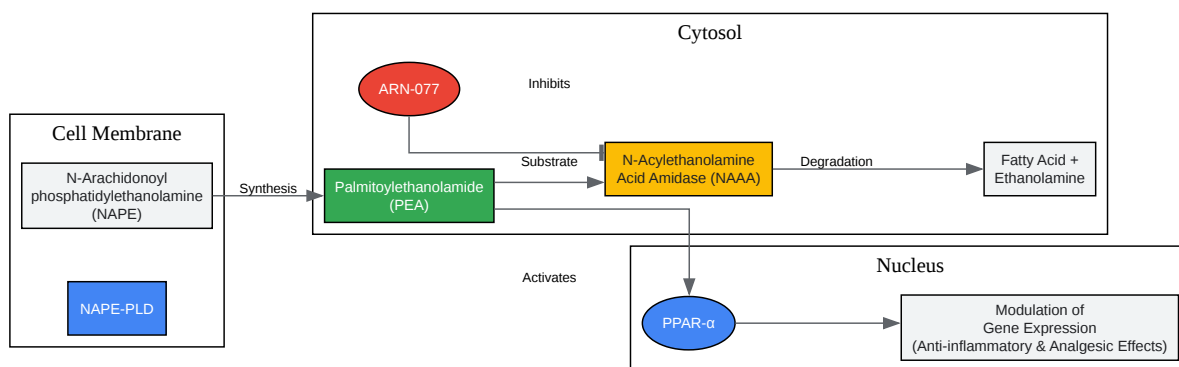 Cytosol
ARN-077
Inhibits
Cell Membrane
N-Arachidonoyl
phosphatidylethanolamine
(NAPE)
Synthesis
Palmitoylethanolamide
(PEA)
Substrate
N-Acylethanolamine
Acid Amidase (NAAA)
Degradation
Fatty Acid +
Ethanolamine
NAPE-PLD
Activates
Nucleus
PPAR-α
Modulation of
Gene Expression
(Anti-inflammatory & Analgesic Effects)